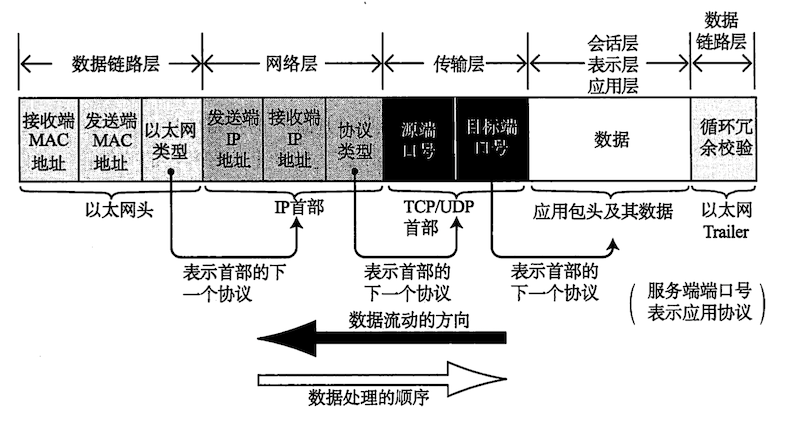 数据链路层
网络层
传输层
会话层
表示层
应用层
数据
链路层
接收端
MAC
地址
发送端
MAC
地址
以太网
类型
发送端
IP
地址
接收端
IP
地址
协议
类型
源端
口号
目标端
口号
数据
循环冗
余校验
以太网头
IP首部
TCP/UDP
首部
应用包头及其数据
以太网
Trailer
表示首部的下
一个协议
表示首部的
下一个协议
表示首部的
下一个协议
(服务端端口号
表示应用协议)
数据流动的方向
数据处理的顺序